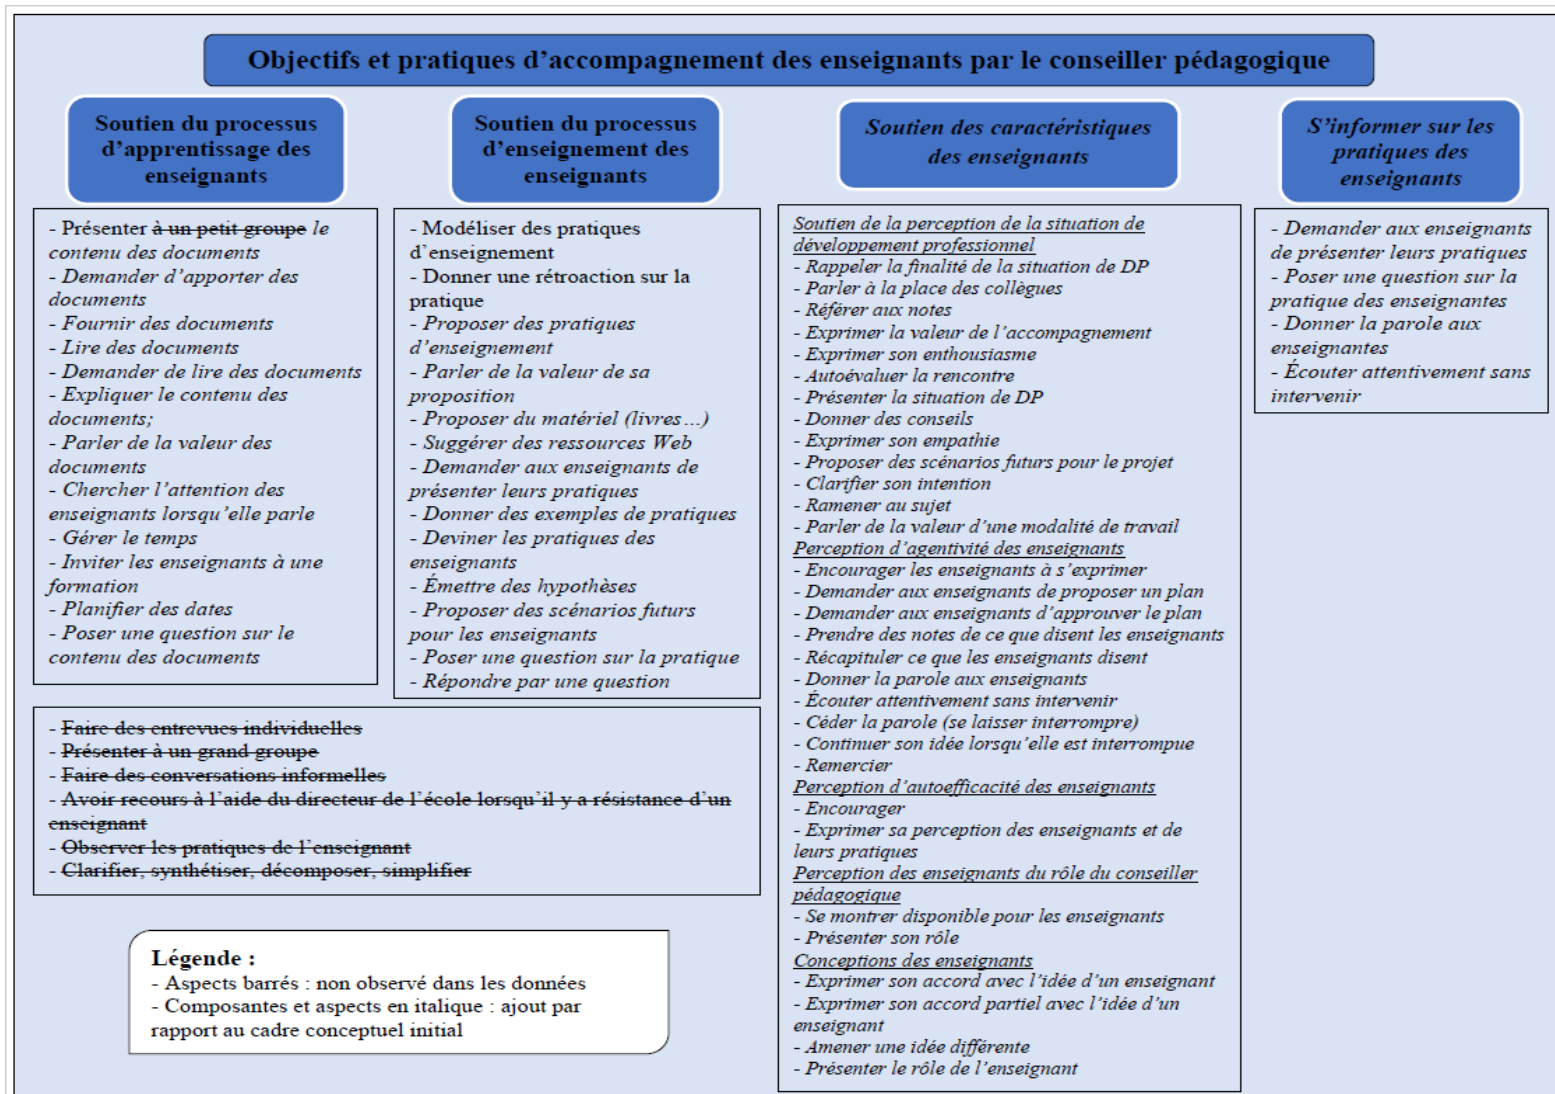 Objectifs et pratiques d'accompagnement des enseignants par le conseiller pédagogique
Soutien du processus
d'apprentissage des
enseignants
- Présenter à un petit groupe le
contenu des documents
- Demander d'apporter des
documents
- Fournir des documents
- Lire des documents
- Demander de lire des documents
- Expliquer le contenu des
documents;
- Parler de la valeur des
documents
- Chercher l'attention des
enseignants lorsqu'elle parle
- Gérer le temps
- Inviter les enseignants à une
formation
- Planifier des dates
- Poser une question sur le
contenu des documents
Soutien du processus
d'enseignement des
enseignants
- Modéliser des pratiques
d'enseignement
- Donner une rétroaction sur la
pratique
- Proposer des pratiques
d'enseignement
- Parler de la valeur de sa
proposition
- Proposer du matériel (livres…)
- Suggérer des ressources Web
- Demander aux enseignants de
présenter leurs pratiques
- Donner des exemples de pratiques
- Deviner les pratiques des
enseignants
- Émettre des hypothèses
- Proposer des scénarios futurs
pour les enseignants
- Poser une question sur la pratique
- Répondre par une question
- Faire des entrevues individuelles
- Présenter à un grand groupe
- Faire des conversations informelles
- Avoir recours à l'aide du directeur de l'école lorsqu'il y a résistance d'un
enseignant
- Observer les pratiques de l'enseignant
- Clarifier, synthétiser, décomposer, simplifier
Soutien des caractéristiques
des enseignants
Soutien de la perception de la situation de
développement professionnel
- Rappeler la finalité de la situation de DP
- Parler à la place des collègues
- Référer aux notes
- Exprimer la valeur de l'accompagnement
- Exprimer son enthousiasme
- Autoévaluer la rencontre
- Présenter la situation de DP
- Donner des conseils
- Exprimer son empathie
- Proposer des scénarios futurs pour le projet
- Clarifier son intention
- Ramener au sujet
- Parler de la valeur d'une modalité de travail
Perception d'agentivité des enseignants
- Encourager les enseignants à s'exprimer
- Demander aux enseignants de proposer un plan
- Demander aux enseignants d'approuver le plan
- Prendre des notes de ce que disent les enseignants
- Récapituler ce que les enseignants disent
- Donner la parole aux enseignants
- Écouter attentivement sans intervenir
- Céder la parole (se laisser interrompre)
- Continuer son idée lorsqu'elle est interrompue
- Remercier
Perception d'autoefficacité des enseignants
- Encourager
- Exprimer sa perception des enseignants et de
leurs pratiques
Perception des enseignants du rôle du conseiller
pédagogique
- Se montrer disponible pour les enseignants
- Présenter son rôle
Conceptions des enseignants
- Exprimer son accord avec l'idée d'un enseignant
- Exprimer son accord partiel avec l'idée d'un
enseignant
- Amener une idée différente
- Présenter le rôle de l'enseignant
S'informer sur les
pratiques des
enseignants
- Demander aux enseignants
de présenter leurs pratiques
- Poser une question sur la
pratique des enseignantes
- Donner la parole aux
enseignantes
- Écouter attentivement sans
intervenir
Légende :
- Aspects barrés : non observé dans les données
- Composantes et aspects en italique : ajout par
rapport au cadre conceptuel initial